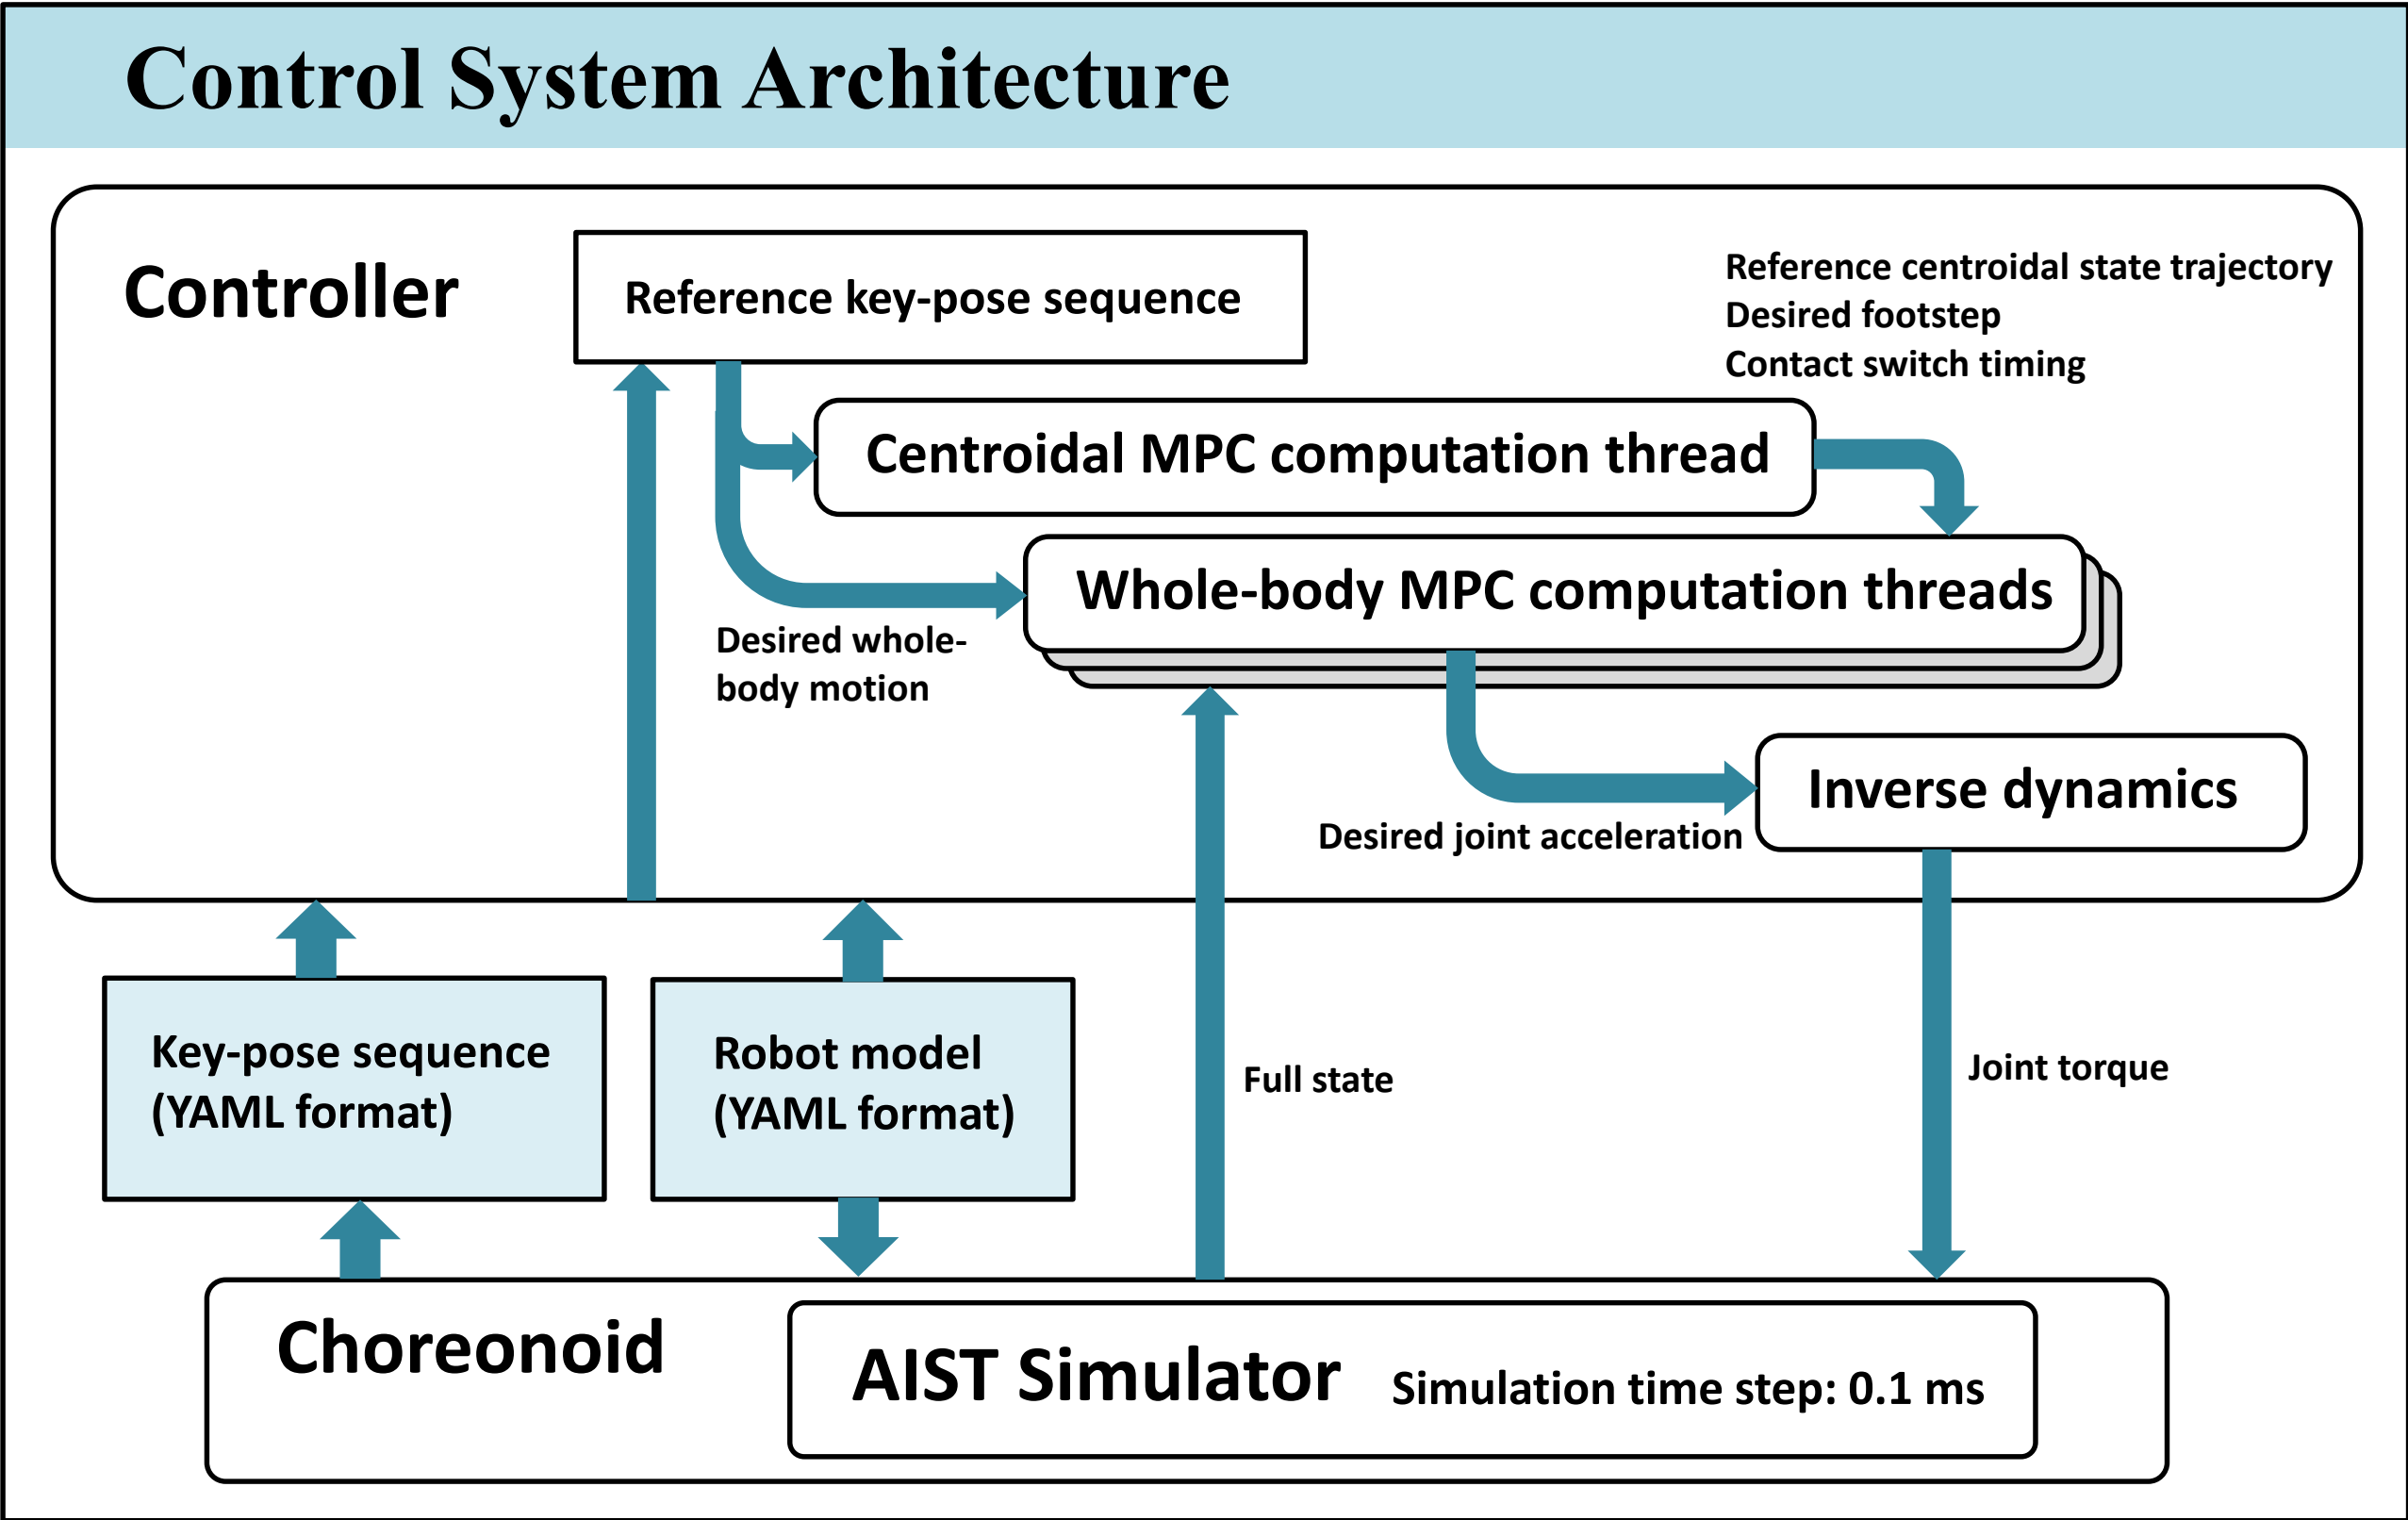 Control System Architecture
Controller
Reference key-pose sequence
Reference centroidal state trajectory
Desired footstep
Contact switch timing
Centroidal MPC computation thread
Whole-body MPC computation threads
Desired whole-
body motion
Inverse dynamics
Desired joint acceleration
Key-pose sequence
(YAML format)
Robot model
(YAML format)
Full state
Joint torque
Choreonoid
AIST Simulator
Simulation time step: 0.1 ms